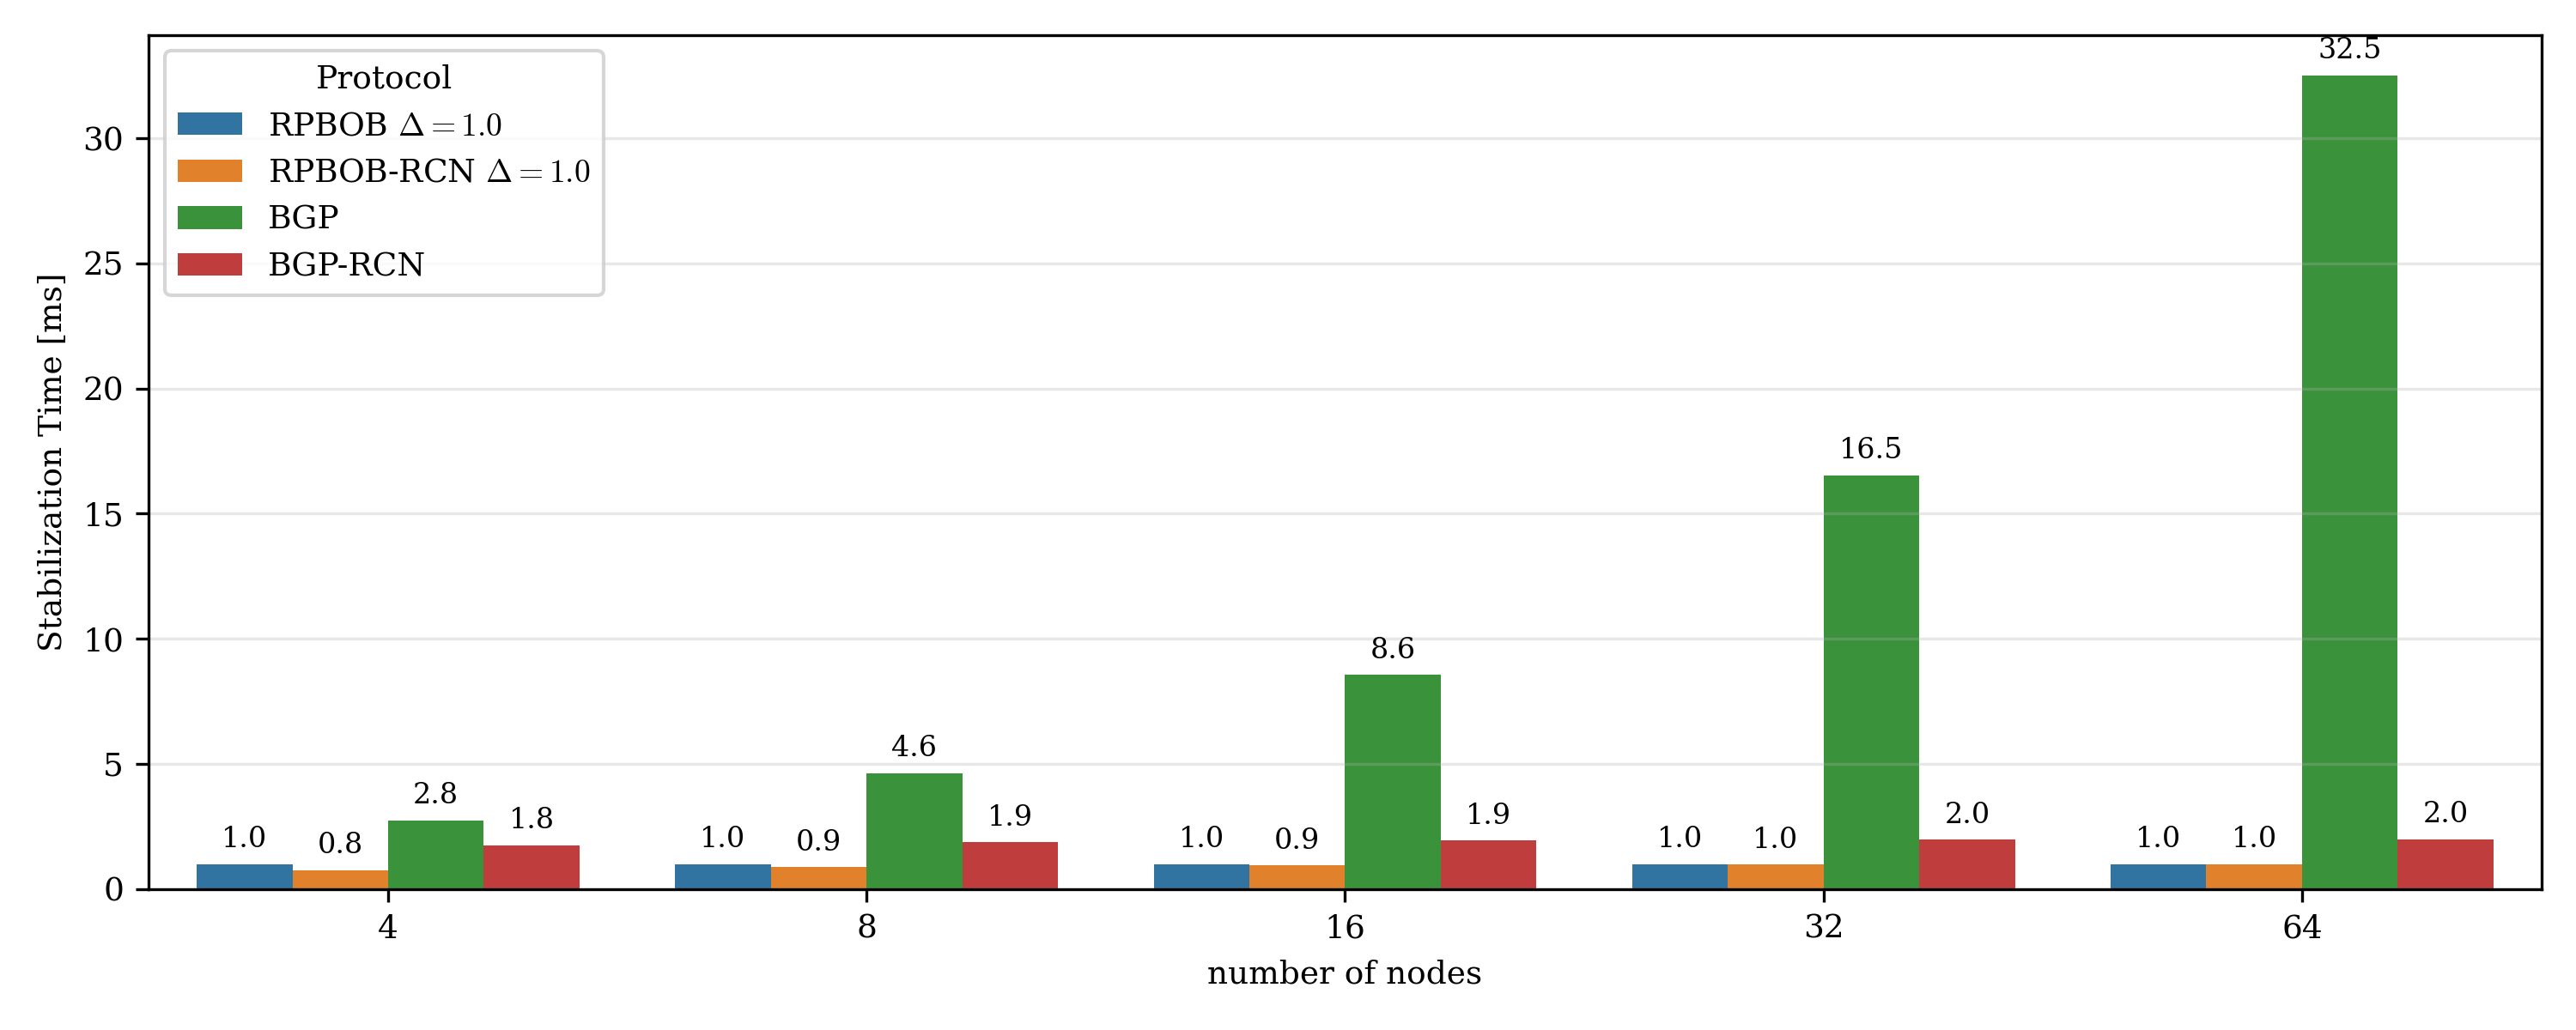 Protocol
RPBOB Δ = 1.0
RPBOB-RCN Δ = 1.0
BGP
BGP-RCN
Stabilization Time [ms]
30
25
20
15
10
5
0
1.0 0.8 2.8 1.8
1.0 0.9 4.6 1.9
1.0 0.9 8.6 1.9
1.0 1.0 16.5 2.0
1.0 1.0 32.5 2.0
4 8 16 32 64
number of nodes